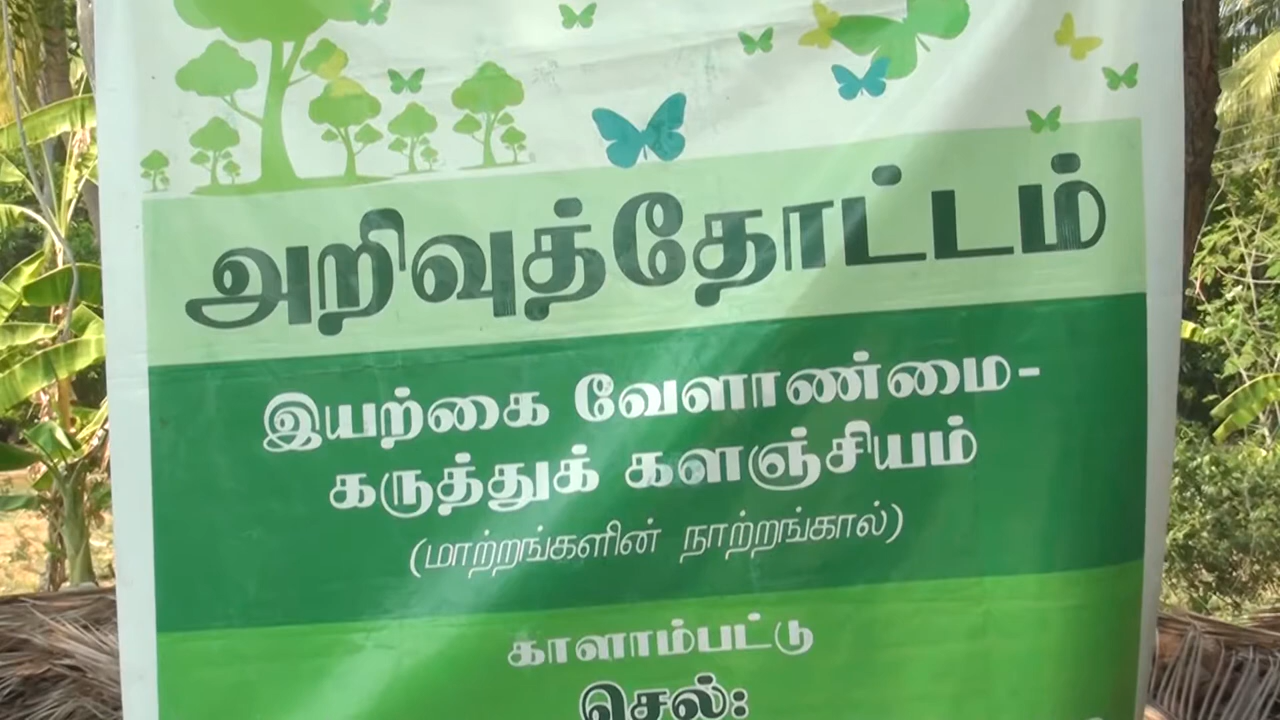 அறிவுத்தோட்டம்
இயற்கை வேளாண்மை-
கருத்துக் களஞ்சியம்
(மாற்றங்களின் நாற்றங்கால்)
காளாம்பட்டு
செல்: